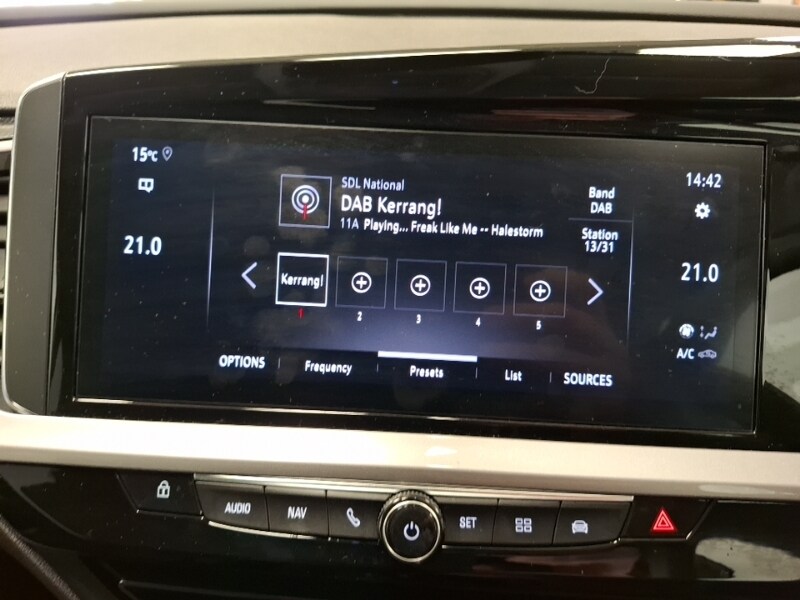 15°C
21.0
SDL National
DAB Kerrang!
11A Playing... Freak Like Me -- Halestorm
Band
DAB
Station
13/31
14:42
21.0
A/C
Kerrang!
1
2
3
4
5
OPTIONS
Frequency
Presets
List
SOURCES
AUDIO
NAV
SET